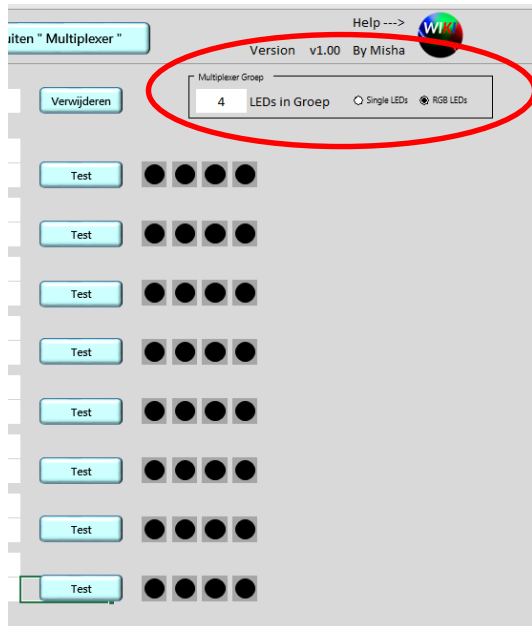 Help --->
WIKI
uiten " Multiplexer "
Version v1.00 By Misha
Multiplexer Groep
Verwijderen
4 LEDs in Groep Single LEDs RGB LEDs
Test
Test
Test
Test
Test
Test
Test
Test